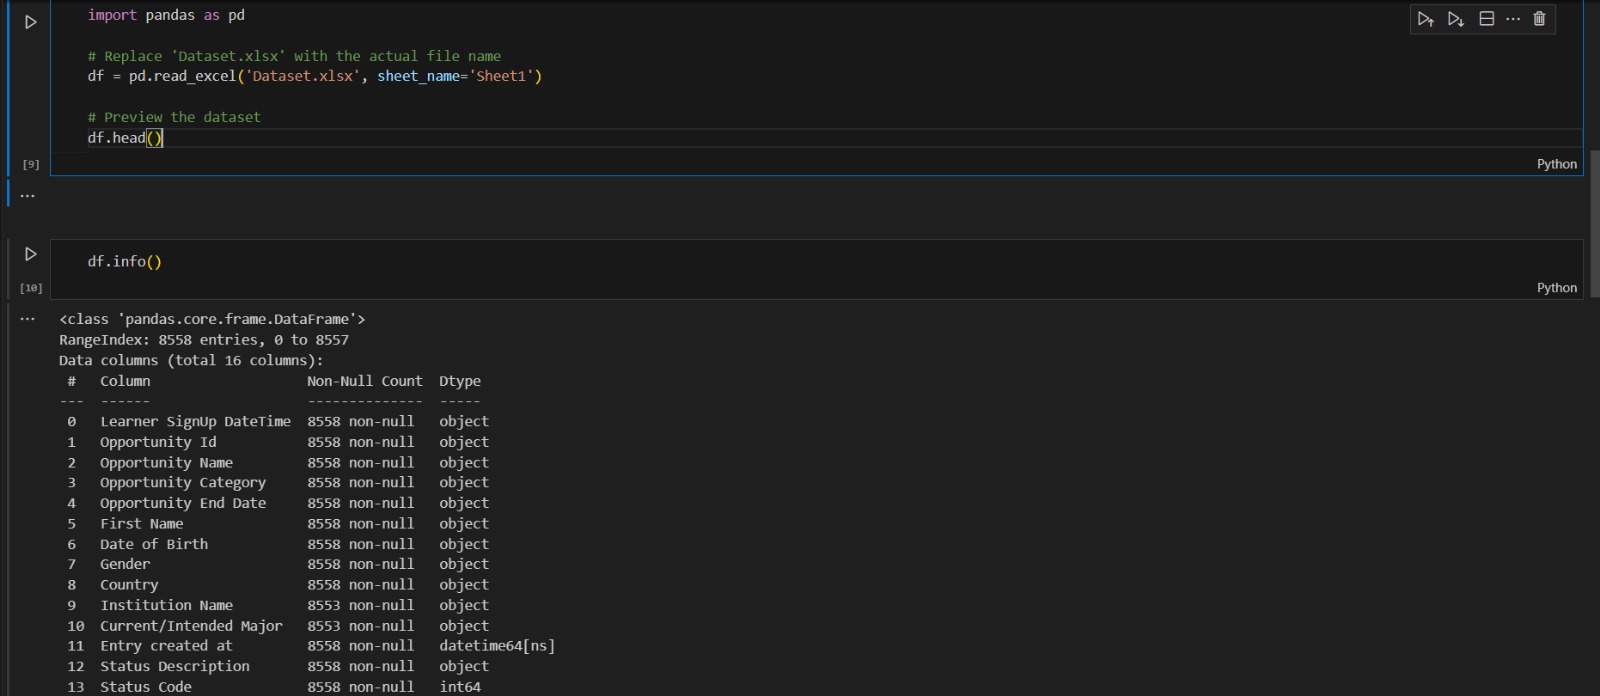 import pandas as pd
# Replace 'Dataset.xlsx' with the actual file name
df = pd.read_excel('Dataset.xlsx', sheet_name='Sheet1')
# Preview the dataset
df.head()
[9]
Python
...
df.info()
[10]
Python
...
<class 'pandas.core.frame.DataFrame'>
RangeIndex: 8558 entries, 0 to 8557
Data columns (total 16 columns):
 #   Column                   Non-Null Count  Dtype
---  ------                   --------------  -----
 0   Learner SignUp DateTime  8558 non-null   object
 1   Opportunity Id           8558 non-null   object
 2   Opportunity Name         8558 non-null   object
 3   Opportunity Category     8558 non-null   object
 4   Opportunity End Date     8558 non-null   object
 5   First Name               8558 non-null   object
 6   Date of Birth            8558 non-null   object
 7   Gender                   8558 non-null   object
 8   Country                  8558 non-null   object
 9   Institution Name         8553 non-null   object
 10  Current/Intended Major   8553 non-null   object
 11  Entry created at         8558 non-null   datetime64[ns]
 12  Status Description       8558 non-null   object
 13  Status Code              8558 non-null   int64